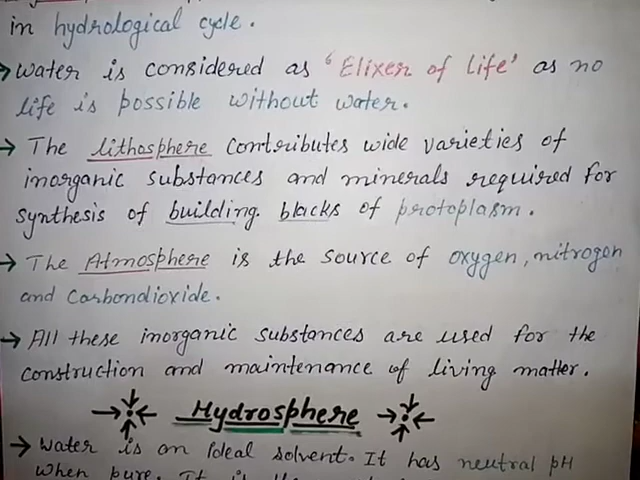 in hydrological cycle.
→ Water is considered as 'Elixer of life' as no
life is possible without water.
→ The lithosphere contributes wide varieties of
inorganic substances and minerals required for
synthesis of building blacks of protoplasm.
→ The Atmosphere is the source of oxygen, nitrogen
and Carbondioxide.
→ All these inorganic substances are used for the
construction and maintenance of living matter.
Hydrosphere
→ Water is an Ideal solvent. It has neutral pH
when pure. It is